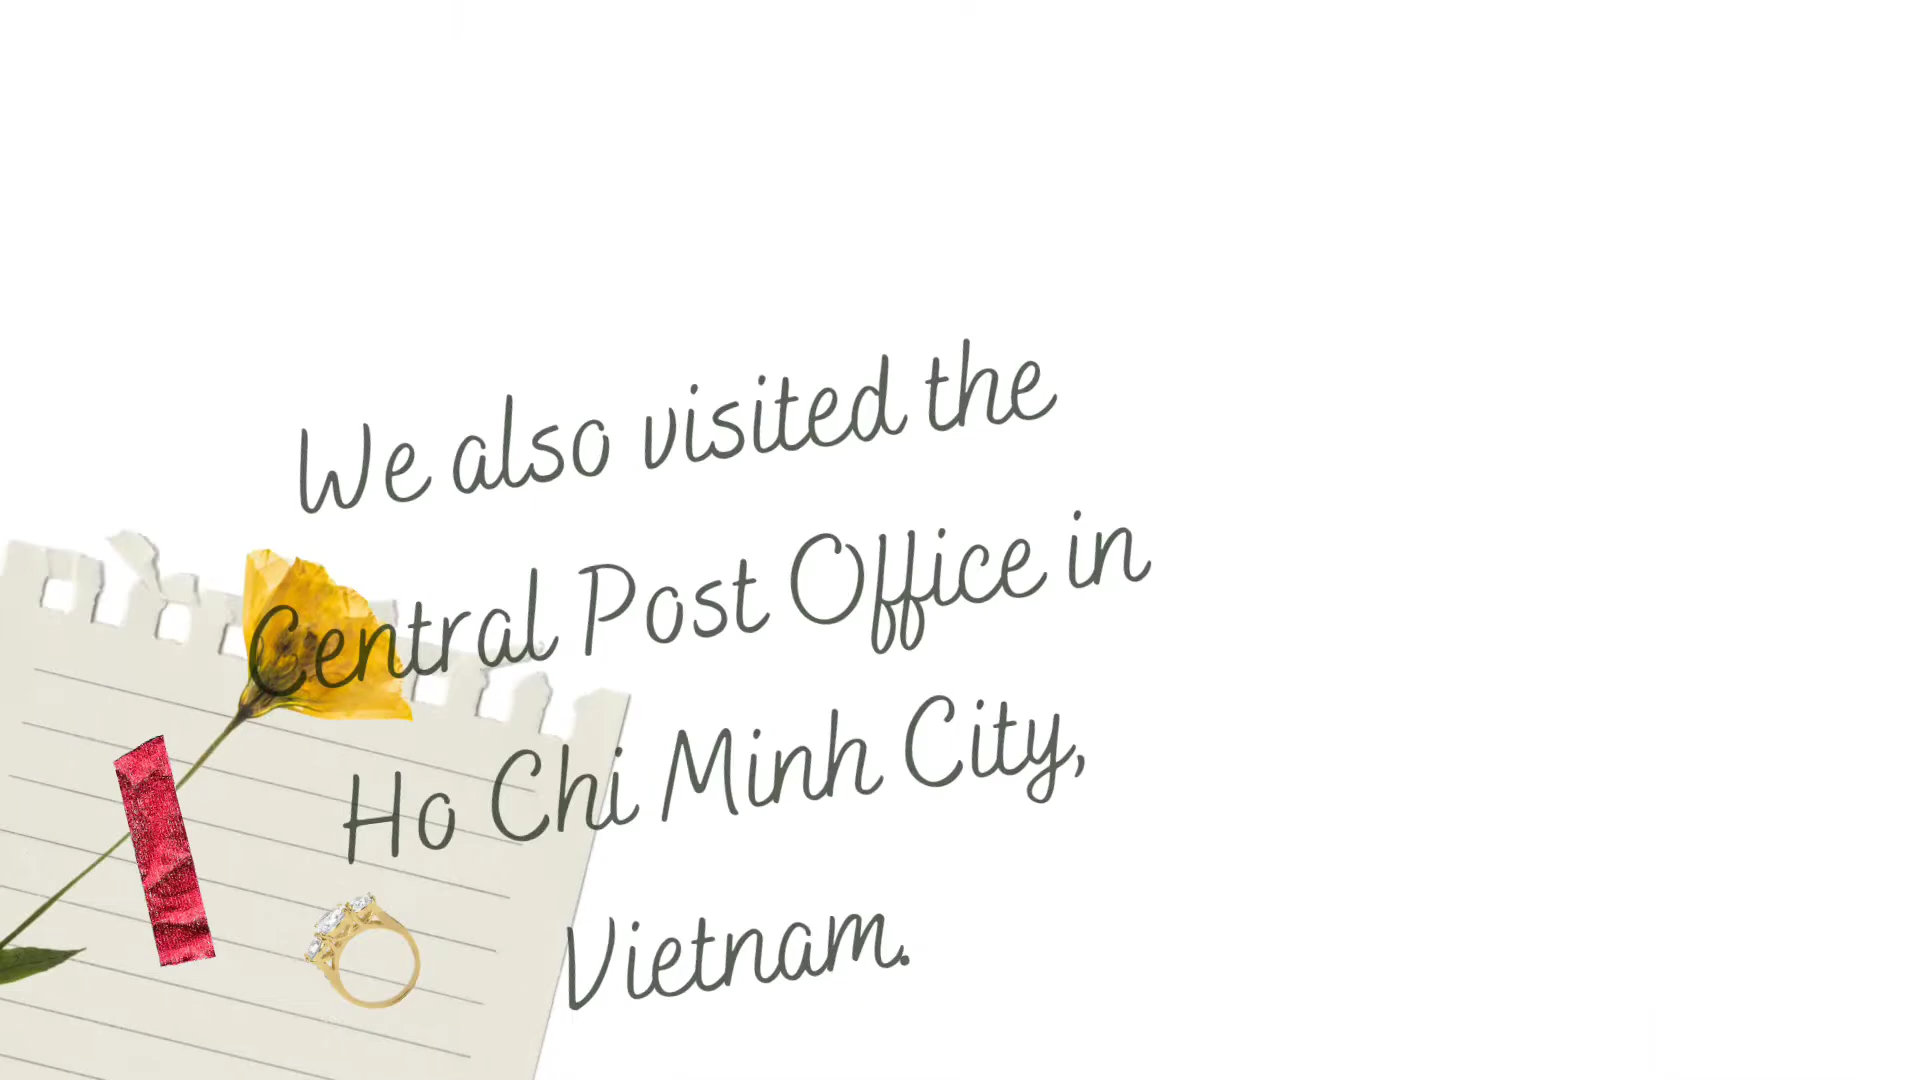 We also visited the
Central Post Office in
Ho Chi Minh City,
Vietnam.